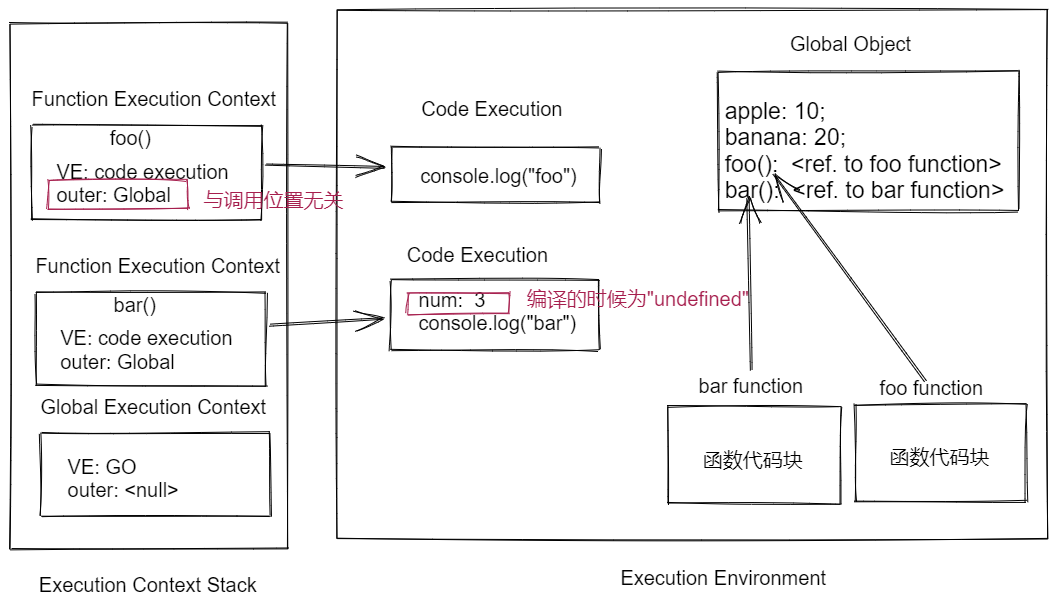 Function Execution Context
foo()
VE: code execution
outer: Global
与调用位置无关
Function Execution Context
bar()
VE: code execution
outer: Global
Global Execution Context
VE: GO
outer: <null>
Execution Context Stack
Code Execution
console.log("foo")
Code Execution
num: 3
编译的时候为"undefined"
console.log("bar")
Global Object
apple: 10;
banana: 20;
foo(): <ref. to foo function>
bar(): <ref. to bar function>
bar function
函数代码块
foo function
函数代码块
Execution Environment